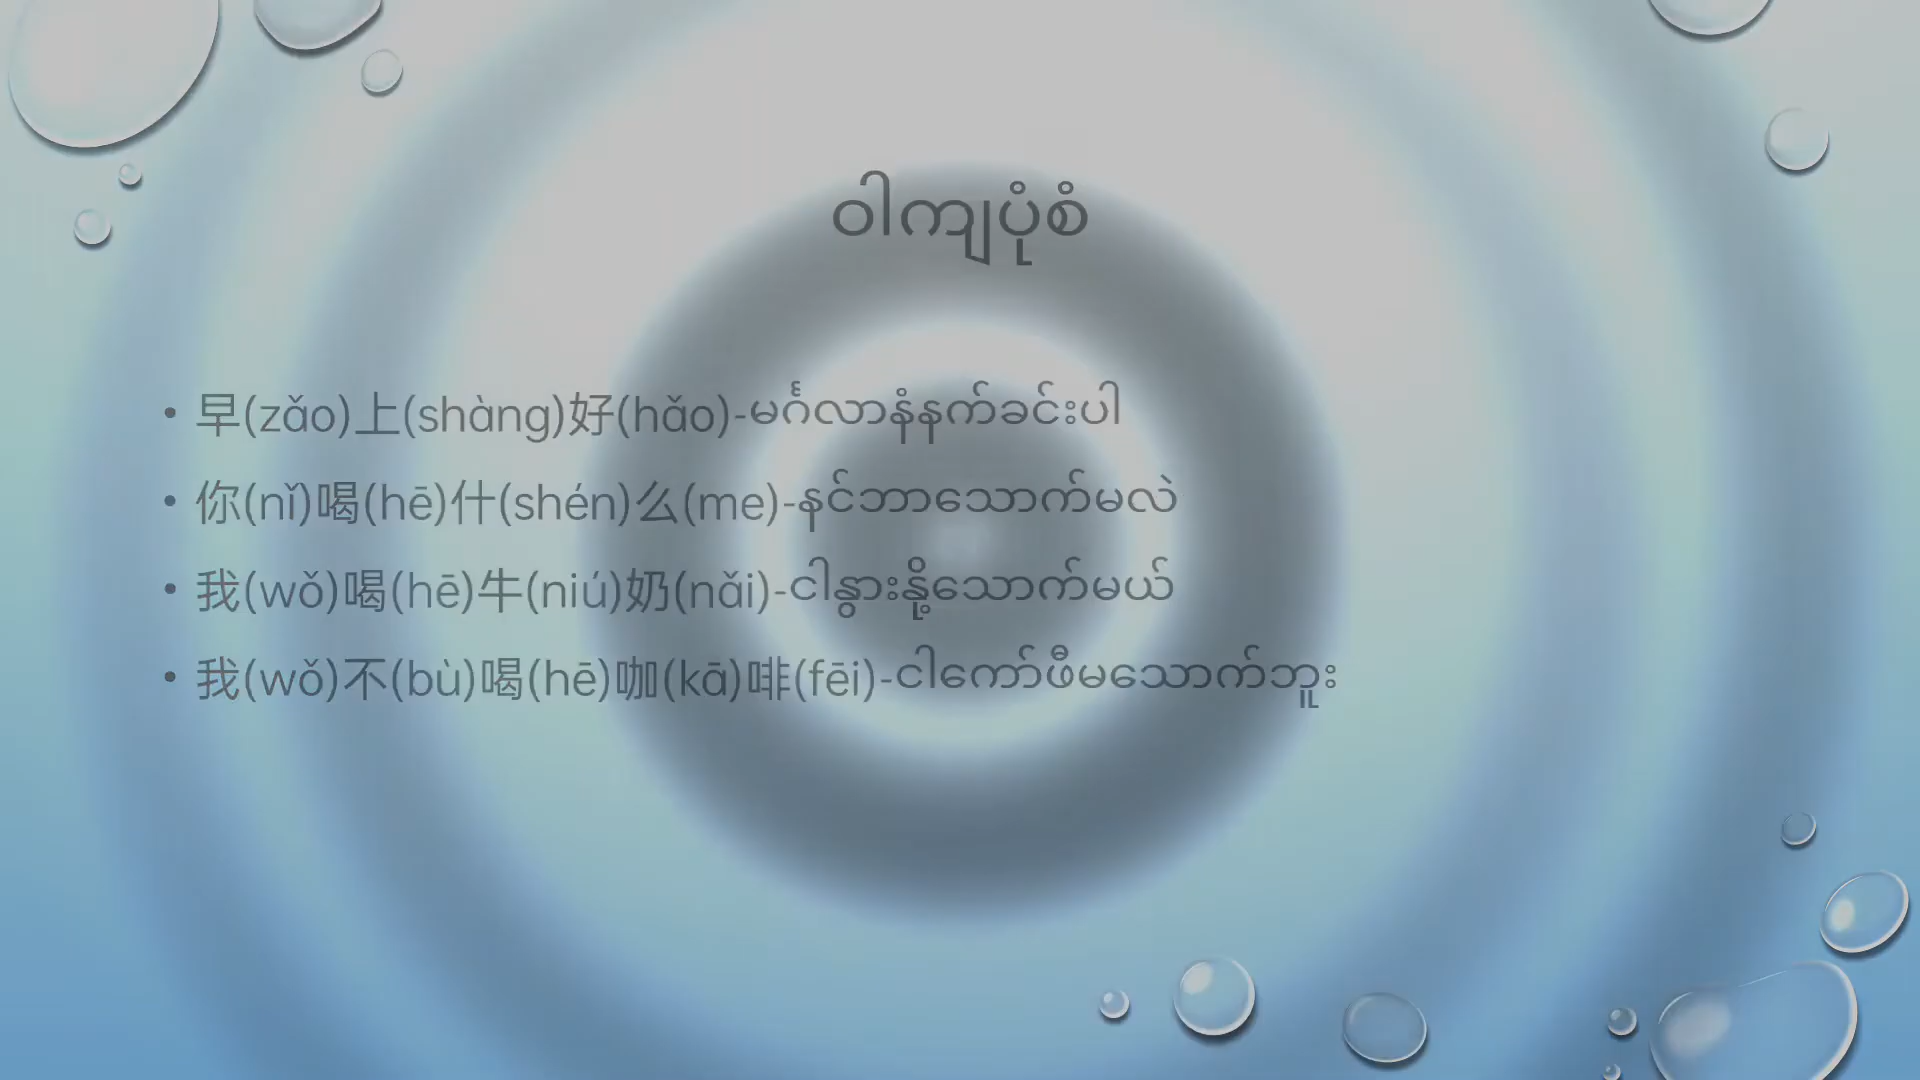 ဝါကျပုံစံ
• 早(zǎo)上(shàng)好(hǎo)-မင်္ဂလာနံနက်ခင်းပါ
• 你(nǐ)喝(hē)什(shén)么(me)-နင်ဘာသောက်မလဲ
• 我(wǒ)喝(hē)牛(niú)奶(nǎi)-ငါနွားနို့သောက်မယ်
• 我(wǒ)不(bù)喝(hē)咖(kā)啡(fēi)-ငါကော်ဖီမသောက်ဘူး